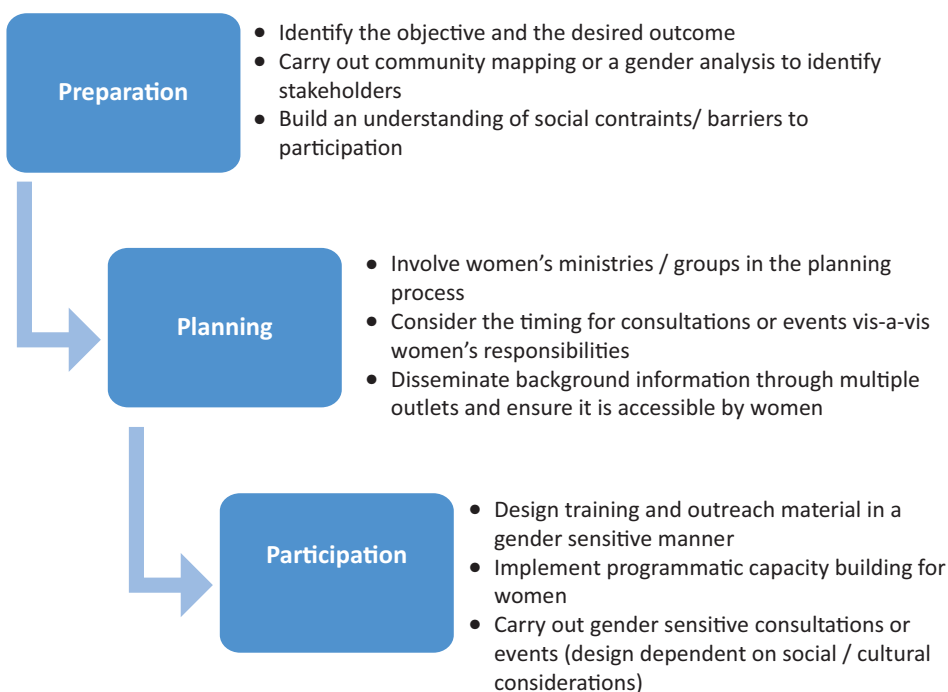 Preparation
● Identify the objective and the desired outcome
● Carry out community mapping or a gender analysis to identify
stakeholders
● Build an understanding of social contraints/ barriers to
participation
Planning
● Involve women’s ministries / groups in the planning
process
● Consider the timing for consultations or events vis-a-vis
women’s responsibilities
● Disseminate background information through multiple
outlets and ensure it is accessible by women
Participation
● Design training and outreach material in a
gender sensitive manner
● Implement programmatic capacity building for
women
● Carry out gender sensitive consultations or
events (design dependent on social / cultural
considerations)